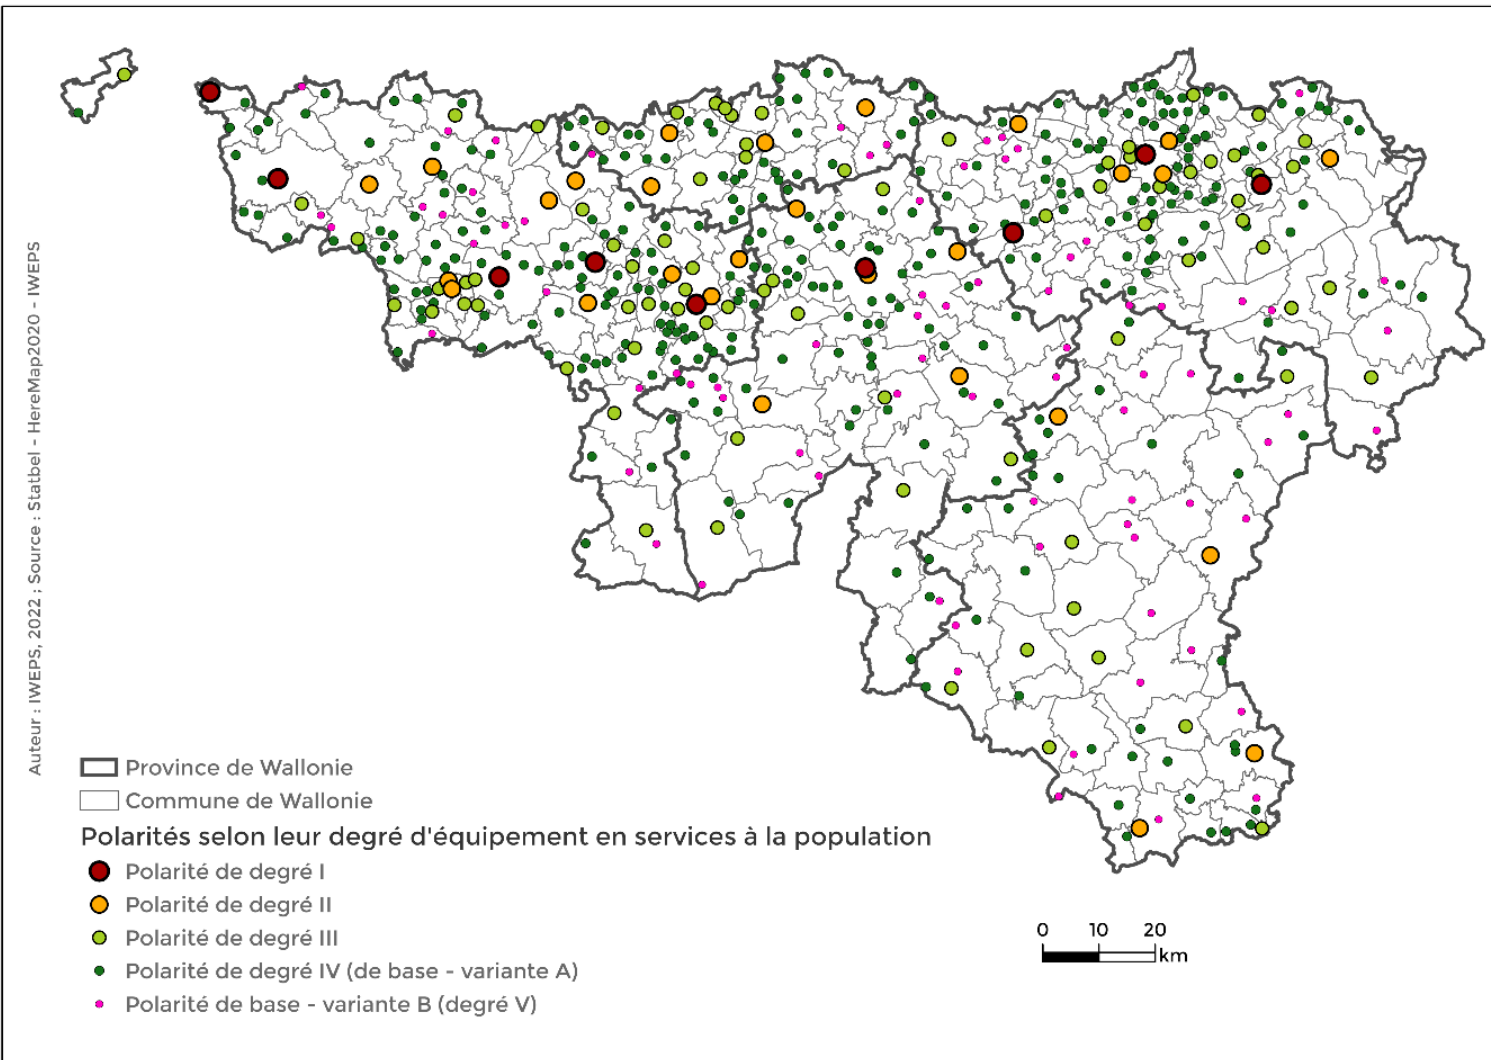 Auteur : IWEPS, 2022 ; Source : Statbel - HereMap2020 - IWEPS
Province de Wallonie
Commune de Wallonie
Polarités selon leur degré d'équipement en services à la population
Polarité de degré I
Polarité de degré II
Polarité de degré III
Polarité de degré IV (de base - variante A)
Polarité de base - variante B (degré V)
0 10 20
km